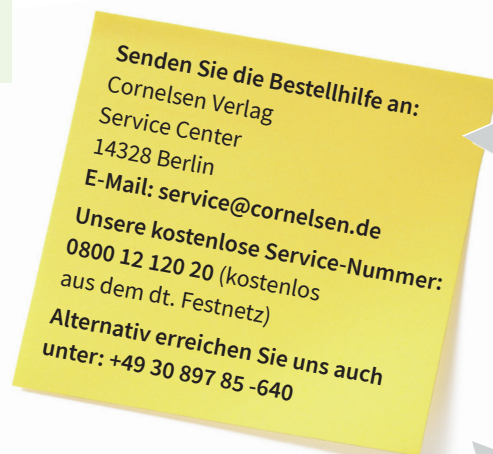 Senden Sie die Bestellhilfe an:
Cornelsen Verlag
Service Center
14328 Berlin
E-Mail: service@cornelsen.de
Unsere kostenlose Service-Nummer:
0800 12 120 20 (kostenlos
aus dem dt. Festnetz)
Alternativ erreichen Sie uns auch
unter: +49 30 897 85 -640